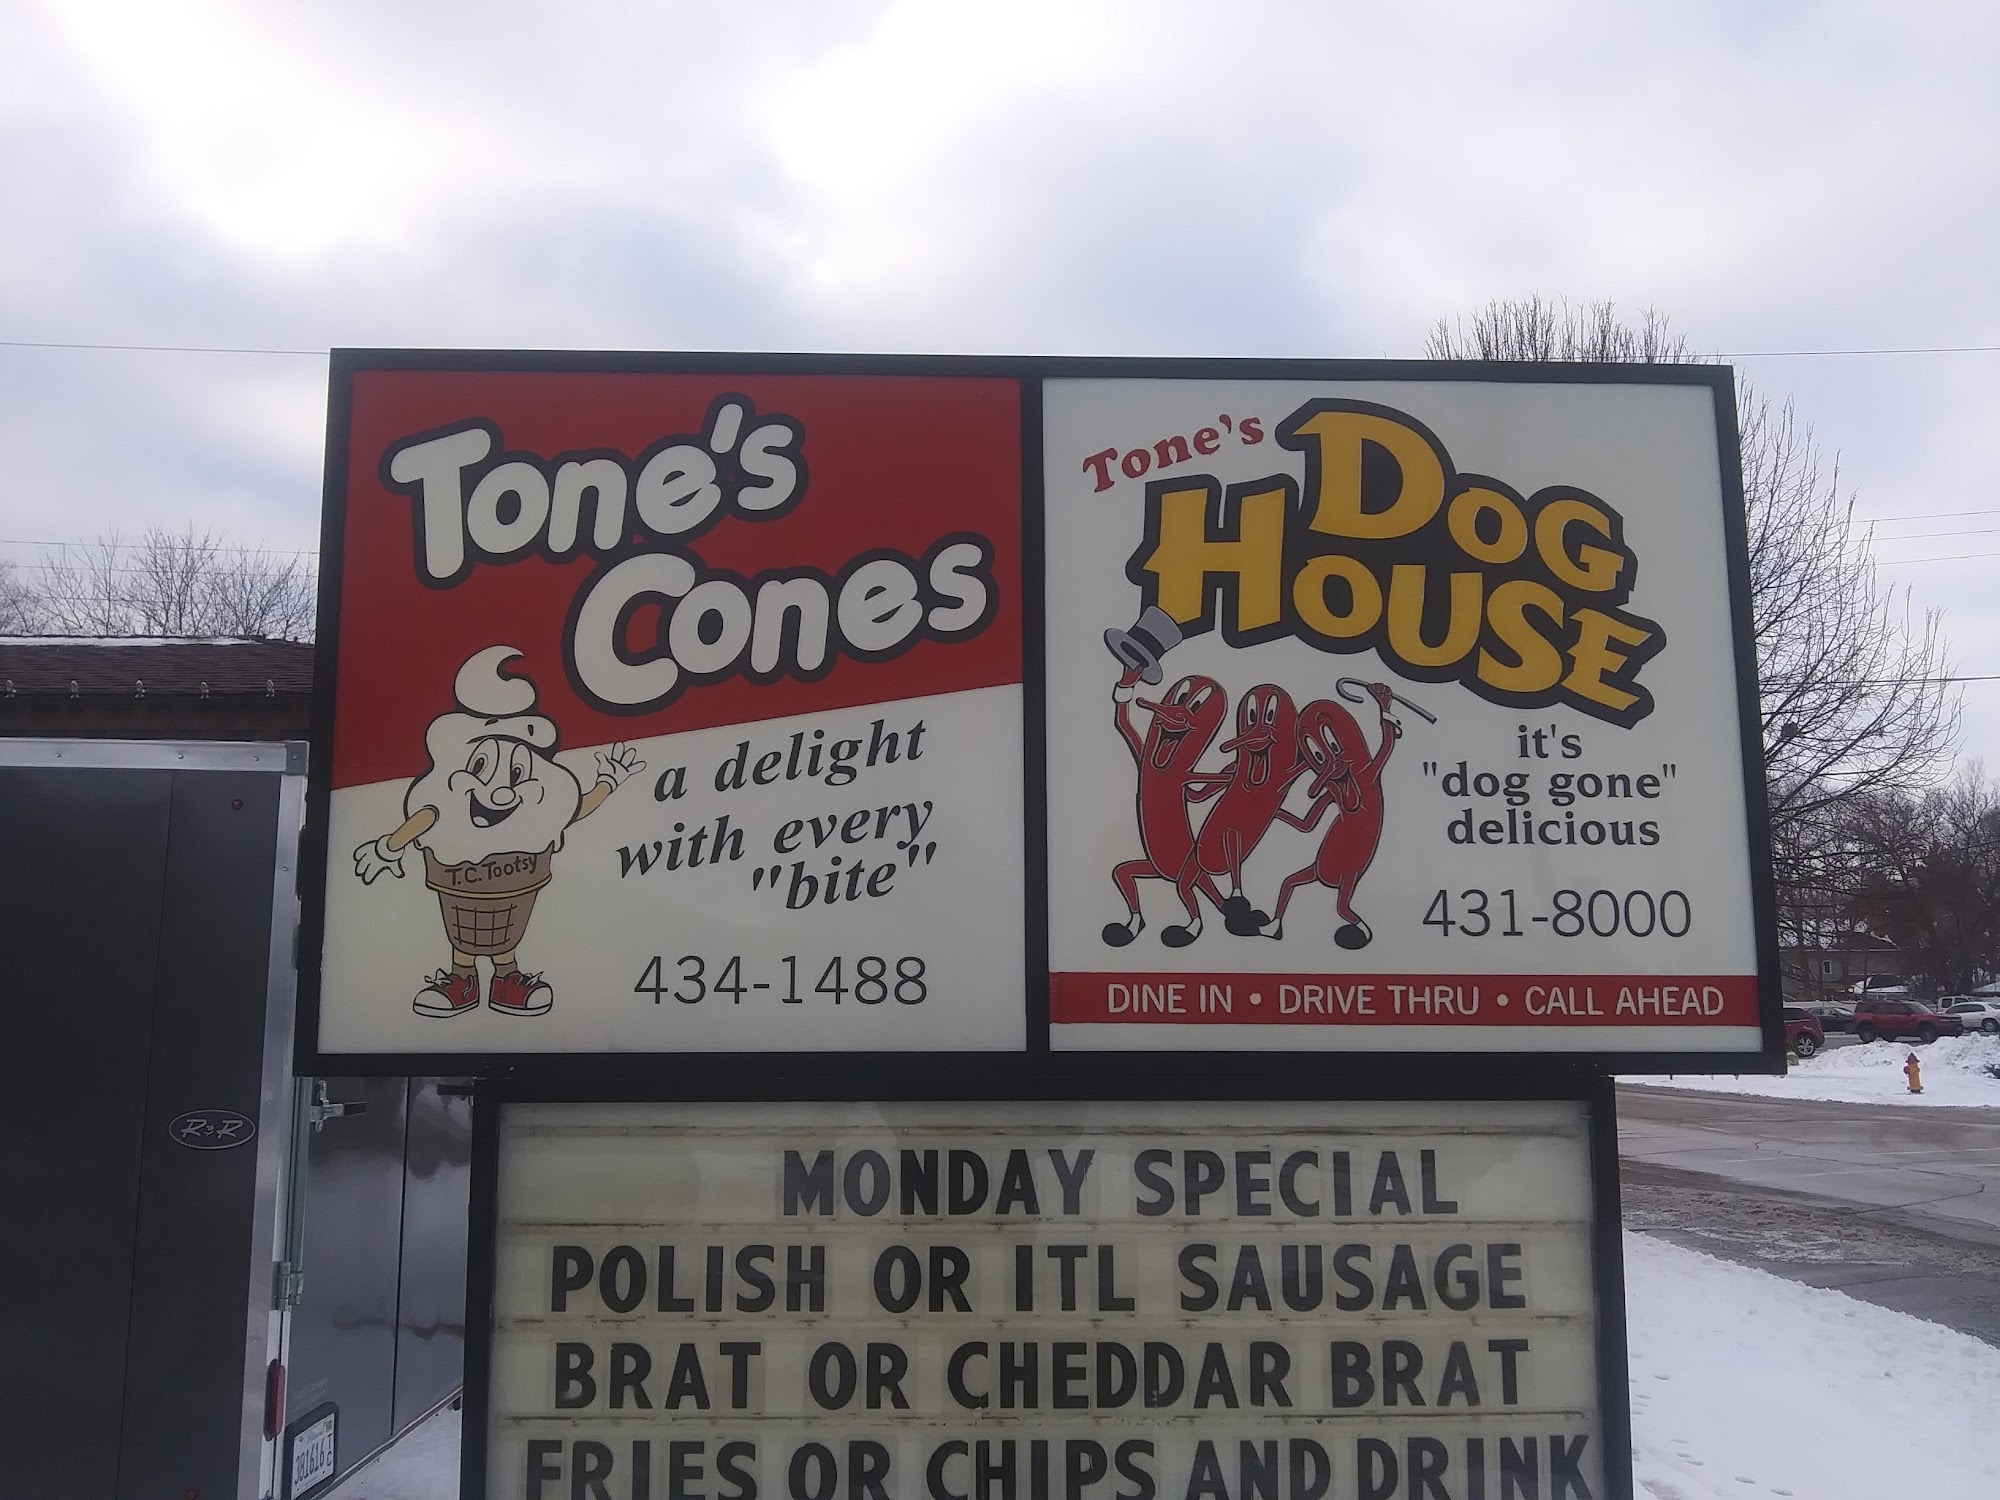 Tone's
Cones
a delight
with every
"bite"
T.C. Tootsy
434-1488
Tone's
DOG
HOUSE
it's
"dog gone"
delicious
431-8000
DINE IN • DRIVE THRU • CALL AHEAD
MONDAY SPECIAL
POLISH OR ITL SAUSAGE
BRAT OR CHEDDAR BRAT
FRIES OR CHIPS AND DRINK
R&R